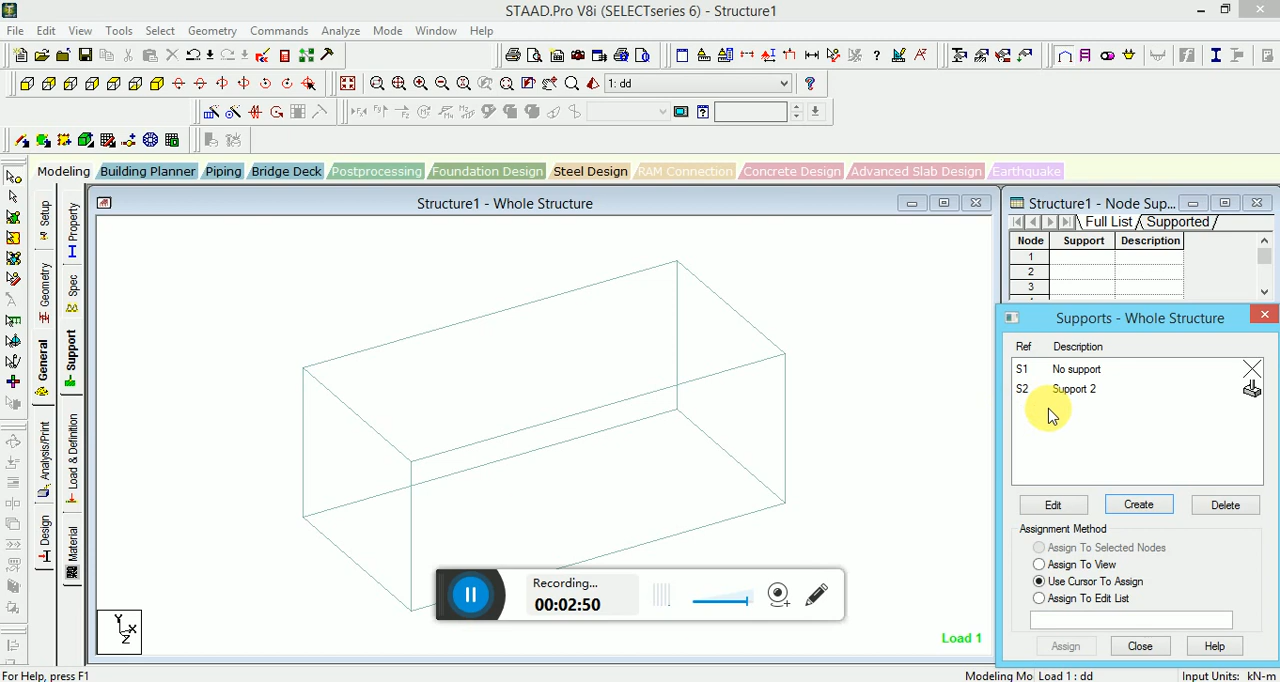 STAAD.Pro V8i (SELECTseries 6) - Structure1
File Edit View Tools Select Geometry Commands Analyze Mode Window Help
1: dd
Modeling Building Planner Piping Bridge Deck Postprocessing Foundation Design Steel Design RAM Connection Concrete Design Advanced Slab Design Earthquake
Setup
Geometry
General
Analysis/Print
Design
Property
Spec
Support
Load & Definition
Material
Structure1 - Whole Structure
Load 1
Y
X
Z
Structure1 - Node Sup...
Full List Supported
Node Support Description
1
2
3
Supports - Whole Structure
Ref Description
S1 No support
S2 Support 2
Edit Create Delete
Assignment Method
Assign To Selected Nodes
Assign To View
Use Cursor To Assign
Assign To Edit List
Assign Close Help
Recording...
00:02:50
For Help, press F1
Modeling Mo Load 1 : dd Input Units: kN-m